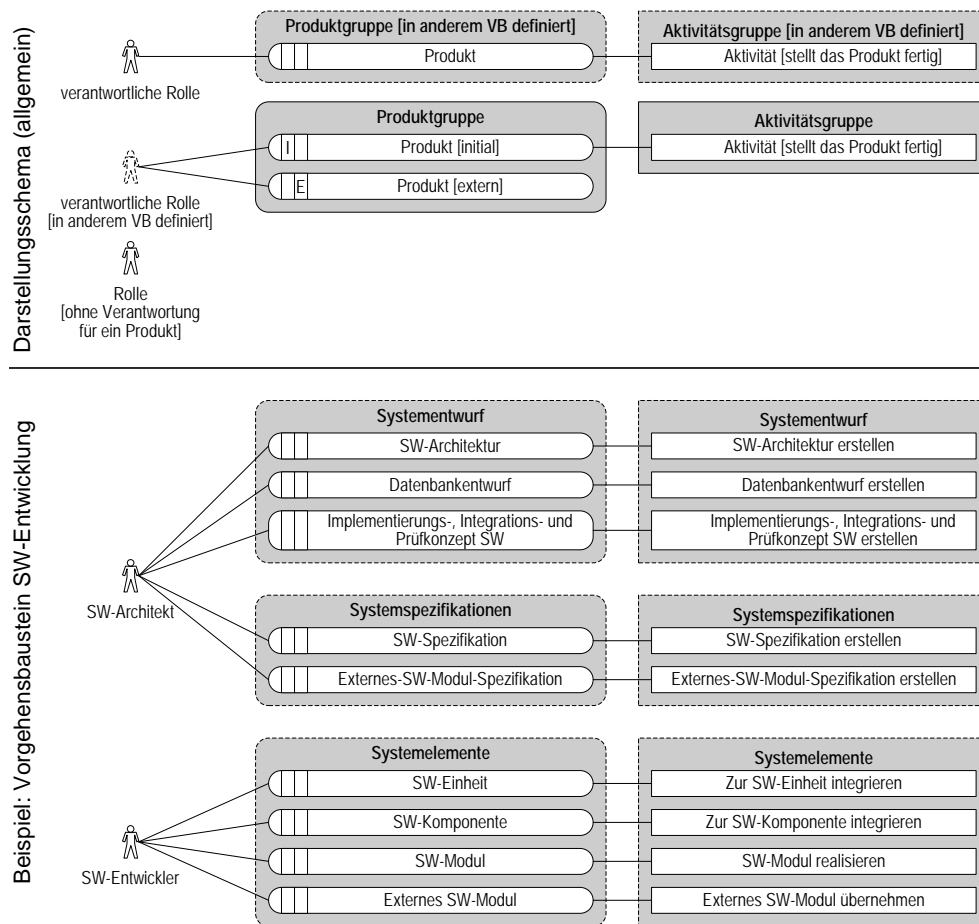 Darstellungsschema (allgemein)
Produktgruppe [in anderem VB definiert]
Aktivitätsgruppe [in anderem VB definiert]
Produkt
Aktivität [stellt das Produkt fertig]
verantwortliche Rolle
Produktgruppe
Aktivitätsgruppe
I
Produkt [initial]
Aktivität [stellt das Produkt fertig]
E
Produkt [extern]
verantwortliche Rolle
[in anderem VB definiert]
Rolle
[ohne Verantwortung
für ein Produkt]
Beispiel: Vorgehensbaustein SW-Entwicklung
Systementwurf
Systementwurf
SW-Architektur
SW-Architektur erstellen
Datenbankentwurf
Datenbankentwurf erstellen
Implementierungs-, Integrations- und
Prüfkonzept SW
Implementierungs-, Integrations- und
Prüfkonzept SW erstellen
SW-Architekt
Systemspezifikationen
Systemspezifikationen
SW-Spezifikation
SW-Spezifikation erstellen
Externes-SW-Modul-Spezifikation
Externes-SW-Modul-Spezifikation erstellen
Systemelemente
Systemelemente
SW-Einheit
Zur SW-Einheit integrieren
SW-Komponente
Zur SW-Komponente integrieren
SW-Modul
SW-Modul realisieren
SW-Entwickler
Externes SW-Modul
Externes SW-Modul übernehmen